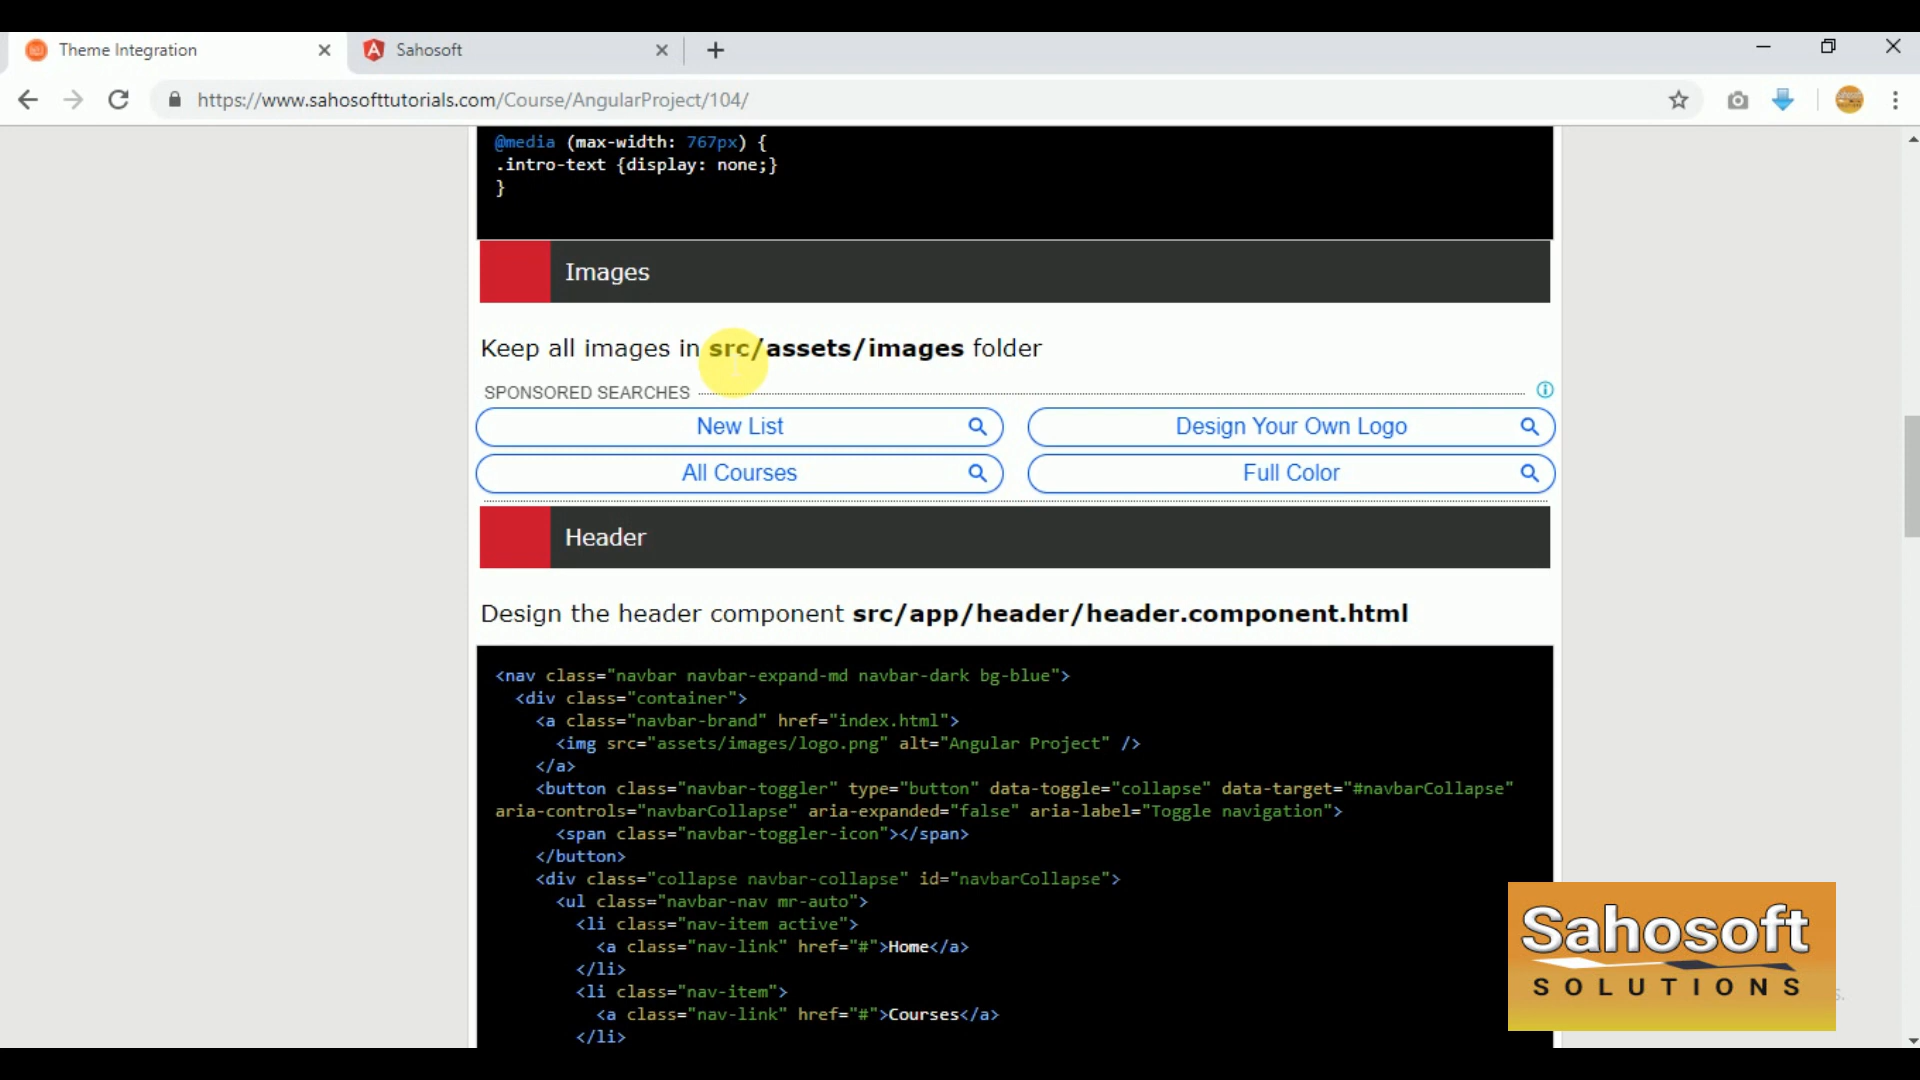 Theme Integration
Sahosoft
https://www.sahosofttutorials.com/Course/AngularProject/104/
@media (max-width: 767px) {
.intro-text {display: none;}
}
Images
Keep all images in src/assets/images folder
SPONSORED SEARCHES
New List
Design Your Own Logo
All Courses
Full Color
Header
Design the header component src/app/header/header.component.html
<nav class="navbar navbar-expand-md navbar-dark bg-blue">
<div class="container">
<a class="navbar-brand" href="index.html">
<img src="assets/images/logo.png" alt="Angular Project" />
</a>
<button class="navbar-toggler" type="button" data-toggle="collapse" data-target="#navbarCollapse"
aria-controls="navbarCollapse" aria-expanded="false" aria-label="Toggle navigation">
<span class="navbar-toggler-icon"></span>
</button>
<div class="collapse navbar-collapse" id="navbarCollapse">
<ul class="navbar-nav mr-auto">
<li class="nav-item active">
<a class="nav-link" href="#">Home</a>
</li>
<li class="nav-item">
<a class="nav-link" href="#">Courses</a>
</li>
Sahosoft
SOLUTIONS